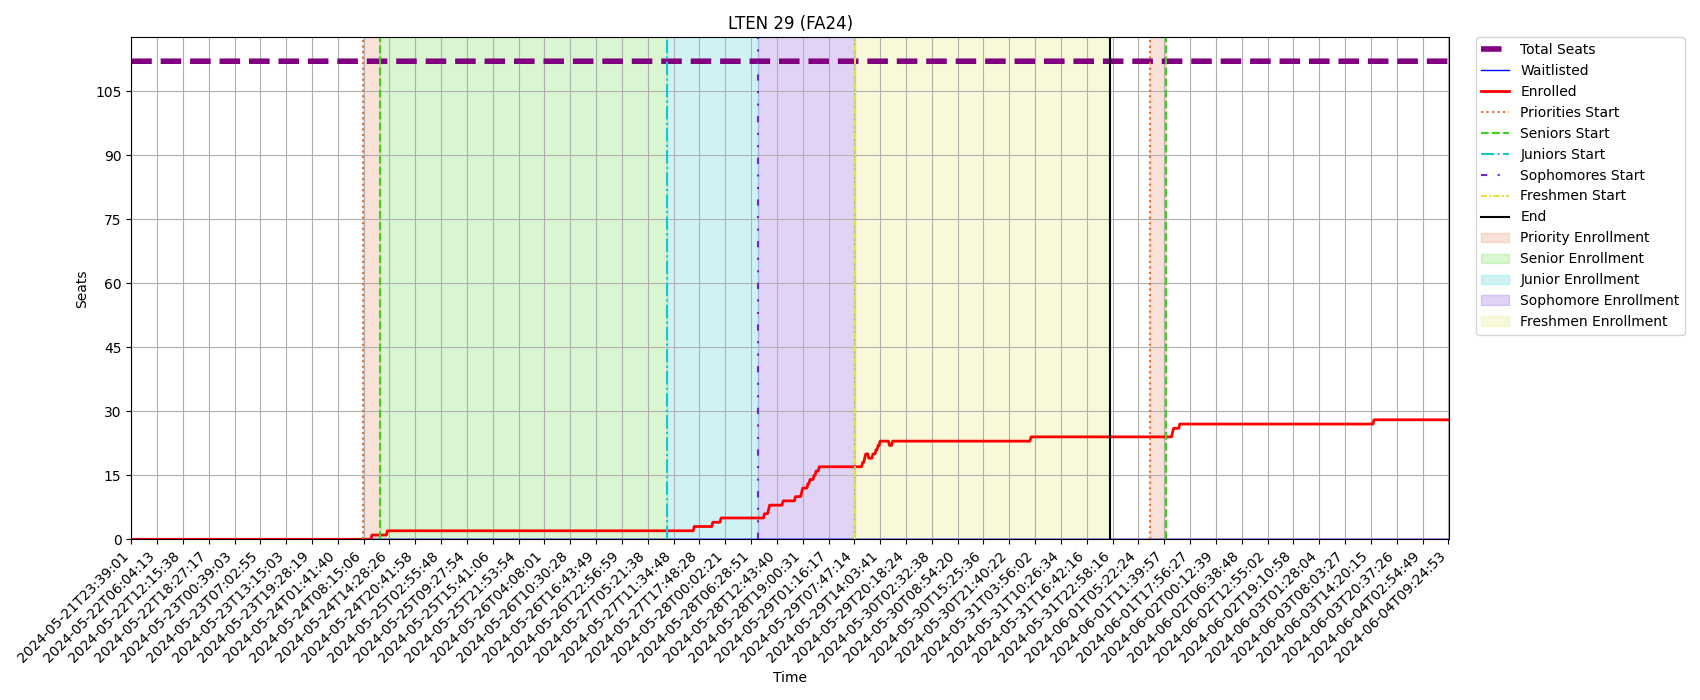 LTEN 29 (FA24)
Seats
105
90
75
60
45
30
15
0
2024-05-21T23:39:01
2024-05-22T06:04:13
2024-05-22T12:15:38
2024-05-22T18:27:17
2024-05-23T00:39:03
2024-05-23T07:02:55
2024-05-23T13:15:03
2024-05-23T19:28:19
2024-05-24T01:41:40
2024-05-24T08:15:06
2024-05-24T14:28:26
2024-05-24T20:41:58
2024-05-25T02:55:48
2024-05-25T09:27:54
2024-05-25T15:41:06
2024-05-25T21:53:54
2024-05-26T04:08:01
2024-05-26T10:30:28
2024-05-26T16:43:49
2024-05-26T22:56:59
2024-05-27T05:21:38
2024-05-27T11:34:48
2024-05-27T17:48:28
2024-05-28T00:02:21
2024-05-28T06:28:51
2024-05-28T12:43:40
2024-05-28T19:00:31
2024-05-29T01:16:17
2024-05-29T07:47:14
2024-05-29T14:03:41
2024-05-29T20:18:24
2024-05-30T02:32:38
2024-05-30T08:54:20
2024-05-30T15:25:36
2024-05-30T21:40:22
2024-05-31T03:56:02
2024-05-31T10:26:34
2024-05-31T16:42:16
2024-05-31T22:58:16
2024-06-01T05:22:24
2024-06-01T11:39:57
2024-06-01T17:56:27
2024-06-02T00:12:39
2024-06-02T06:38:48
2024-06-02T12:55:02
2024-06-02T19:10:58
2024-06-03T01:28:04
2024-06-03T08:03:27
2024-06-03T14:20:15
2024-06-03T20:37:26
2024-06-04T02:54:49
2024-06-04T09:24:53
Time
Total Seats
Waitlisted
Enrolled
Priorities Start
Seniors Start
Juniors Start
Sophomores Start
Freshmen Start
End
Priority Enrollment
Senior Enrollment
Junior Enrollment
Sophomore Enrollment
Freshmen Enrollment